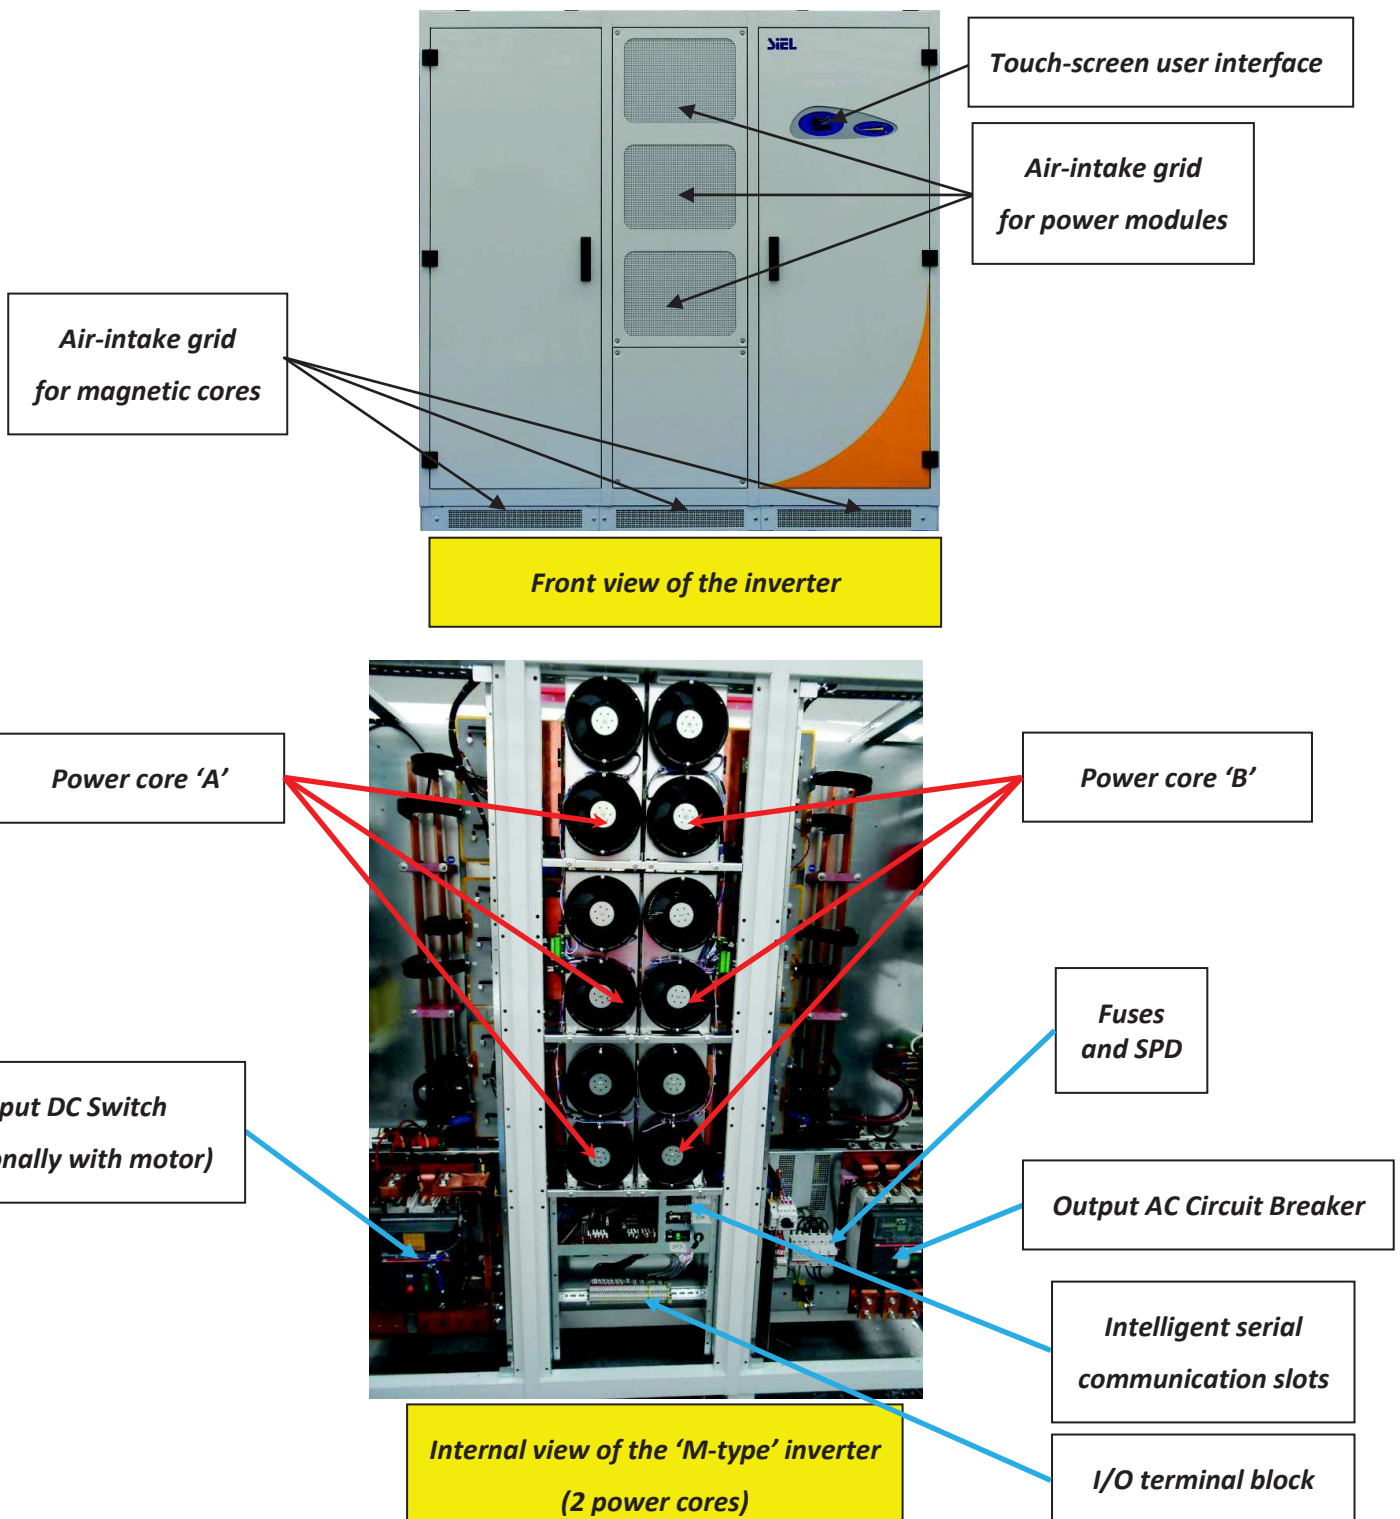 SIEL
Touch-screen user interface
Air-intake grid
for power modules
Air-intake grid
for magnetic cores
Front view of the inverter
Power core ‘A’
Power core ‘B’
Fuses
and SPD
put DC Switch
onally with motor)
Output AC Circuit Breaker
Intelligent serial
communication slots
Internal view of the ‘M-type’ inverter
(2 power cores)
I/O terminal block